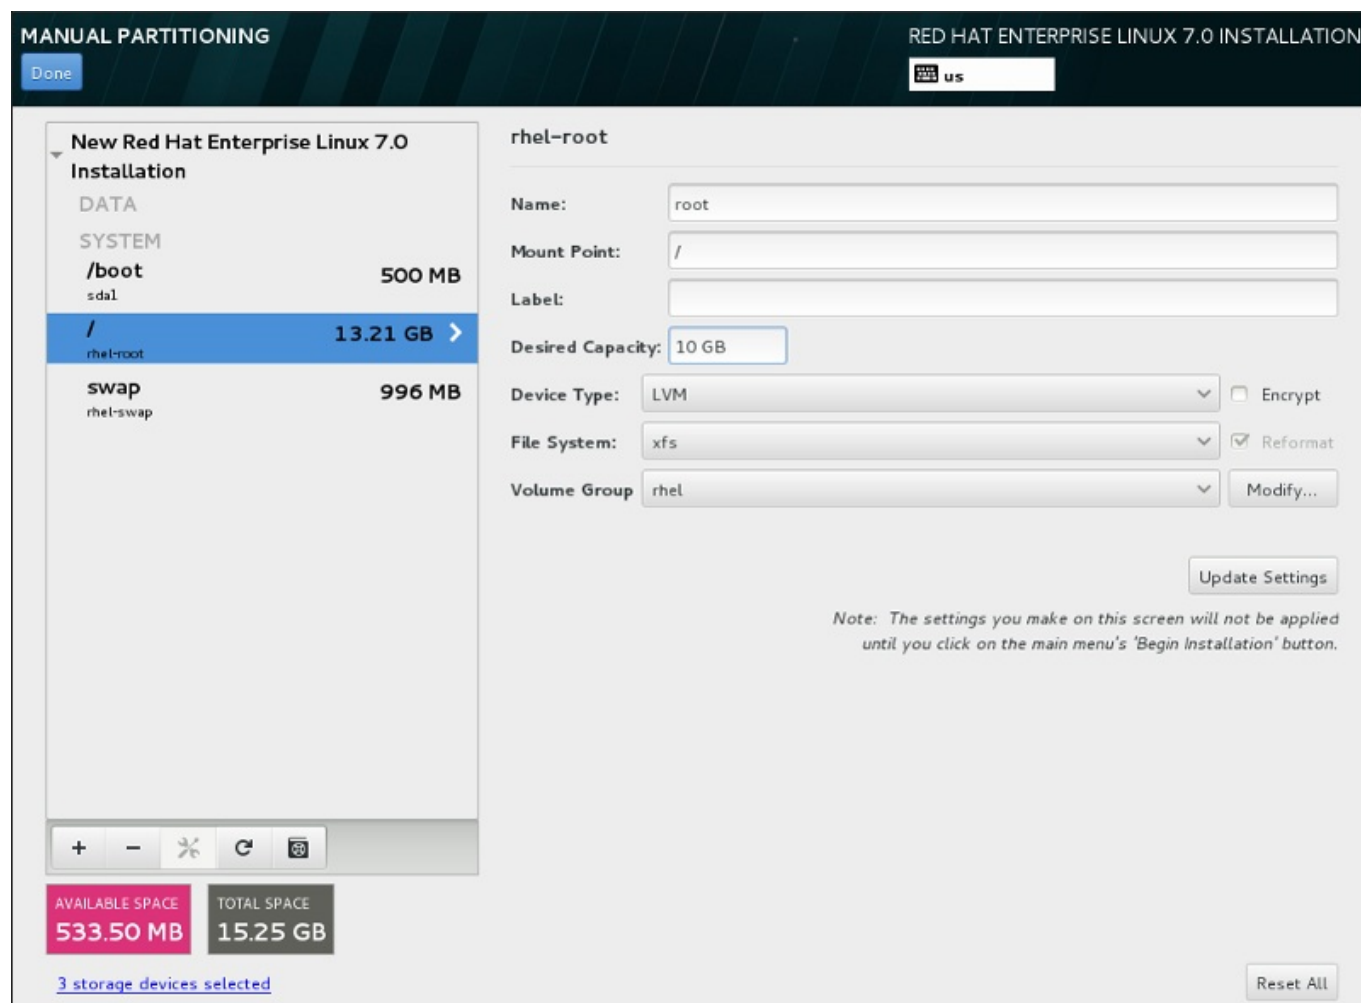 MANUAL PARTITIONING
RED HAT ENTERPRISE LINUX 7.0 INSTALLATION
Done
us
New Red Hat Enterprise Linux 7.0
Installation
DATA
SYSTEM
/boot
500 MB
sda1
/
13.21 GB
rhel-root
swap
996 MB
rhel-swap
+ −
AVAILABLE SPACE
533.50 MB
TOTAL SPACE
15.25 GB
3 storage devices selected
rhel-root
Name: root
Mount Point: /
Label:
Desired Capacity: 10 GB
Device Type: LVM Encrypt
File System: xfs Reformat
Volume Group rhel Modify...
Update Settings
Note: The settings you make on this screen will not be applied
until you click on the main menu's 'Begin Installation' button.
Reset All